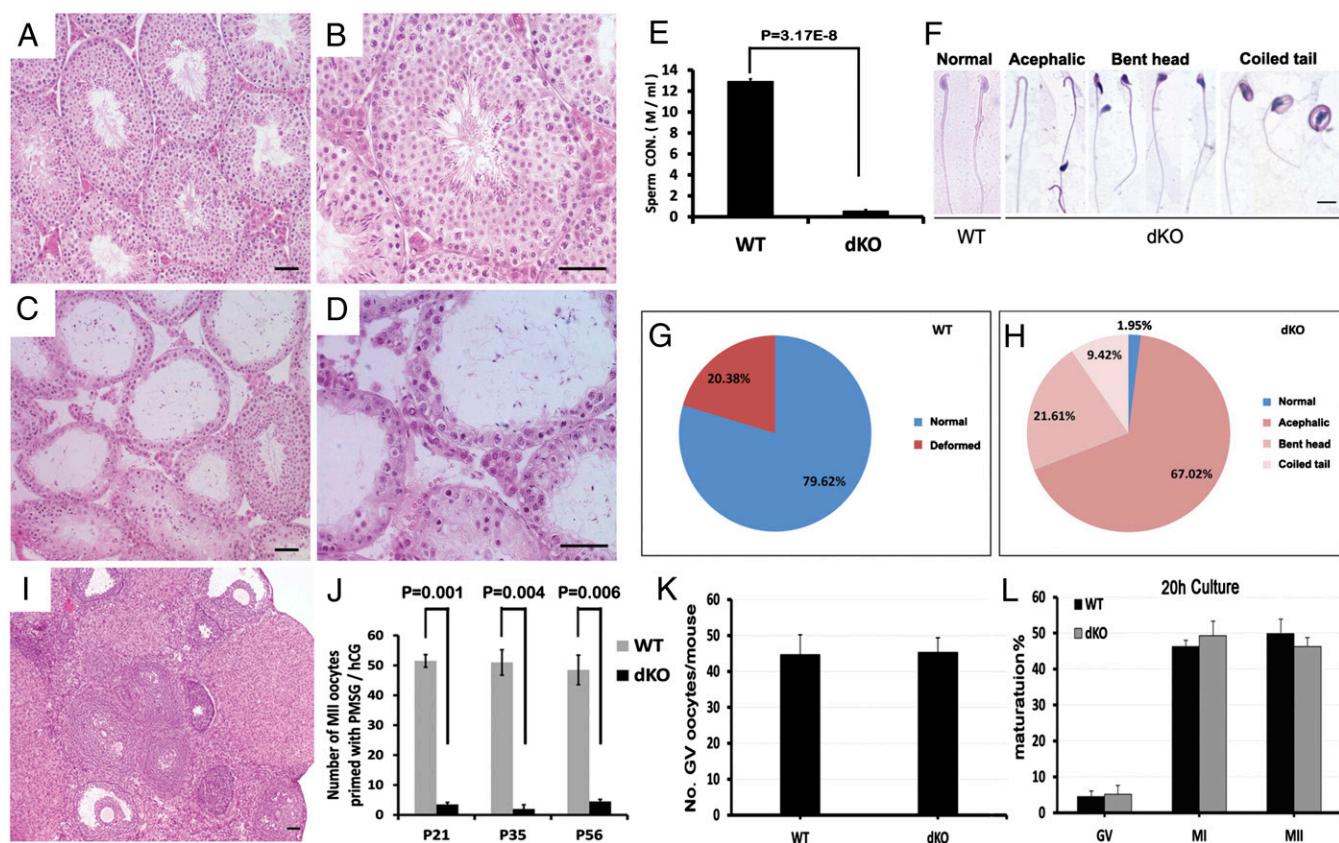 A
B
C
D
E
P=3.17E-8
Sperm CON. ( M / ml )
14
12
10
8
6
4
2
0
WT
dKO
F
Normal
Acephalic
Bent head
Coiled tail
WT
dKO
G
WT
20.38%
79.62%
Normal
Deformed
H
dKO
1.95%
9.42%
21.61%
67.02%
Normal
Acephalic
Bent head
Coiled tail
I
J
P=0.001 P=0.004 P=0.006
Number of MII oocytes
primed with PMSG / hCG
60
50
40
30
20
10
0
WT
dKO
P21 P35 P56
K
No. GV oocytes/mouse
60
50
40
30
20
10
0
WT dKO
L
20h Culture
WT
dKO
maturatuion%
60
50
40
30
20
10
0
GV MI MII